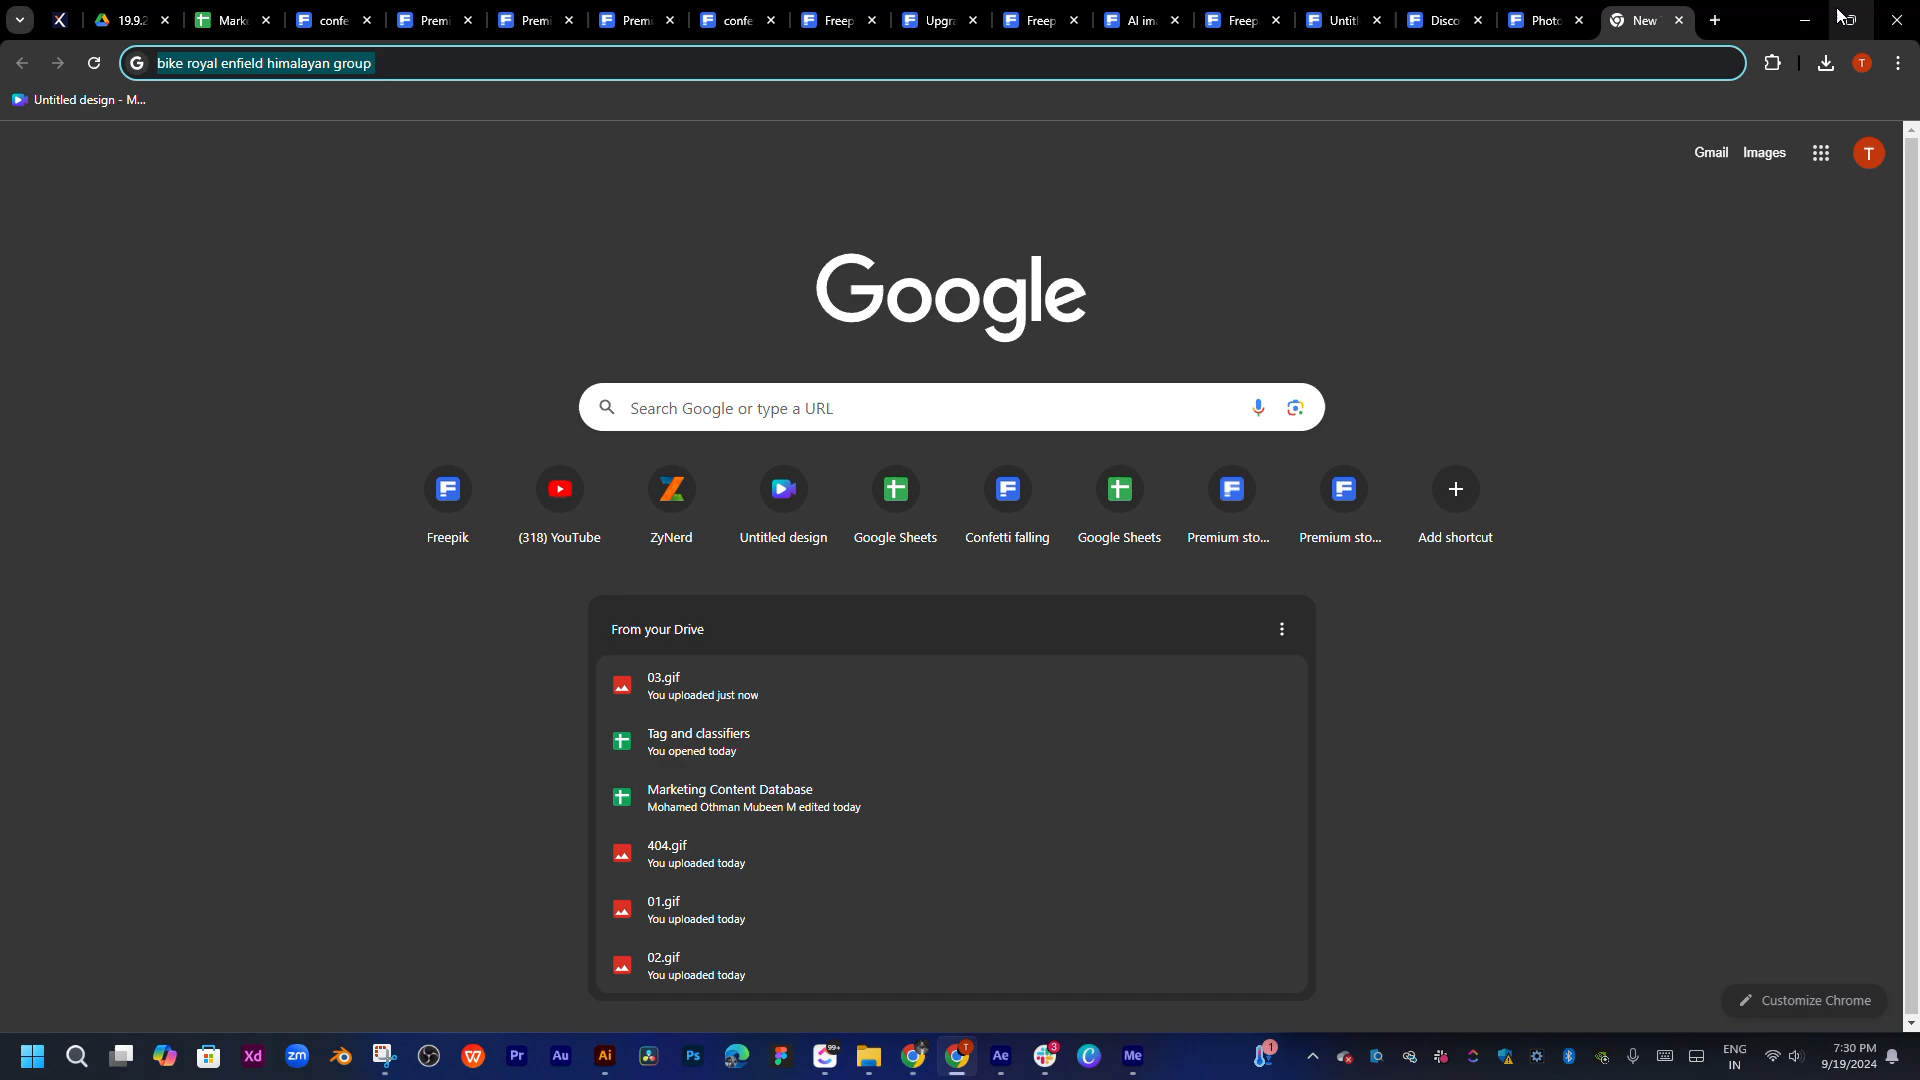 19.9.2
Mark
confe
Premi
Premi
Premi
confe
Freep
Upgra
Freep
AI im
Freep
Untitl
Disco
Photo
New
bike royal enfield himalayan group
Untitled design - M...
Gmail Images T
Google
Search Google or type a URL
Freepik
(318) YouTube
ZyNerd
Untitled design
Google Sheets
Confetti falling
Google Sheets
Premium sto...
Premium sto...
Add shortcut
From your Drive
03.gif
You uploaded just now
Tag and classifiers
You opened today
Marketing Content Database
Mohamed Othman Mubeen M edited today
404.gif
You uploaded today
01.gif
You uploaded today
02.gif
You uploaded today
Customize Chrome
Xd
zm
Pr
Au
Ai
Ps
99+
T
Ae
3
Me
1
ENG
IN
7:30 PM
9/19/2024